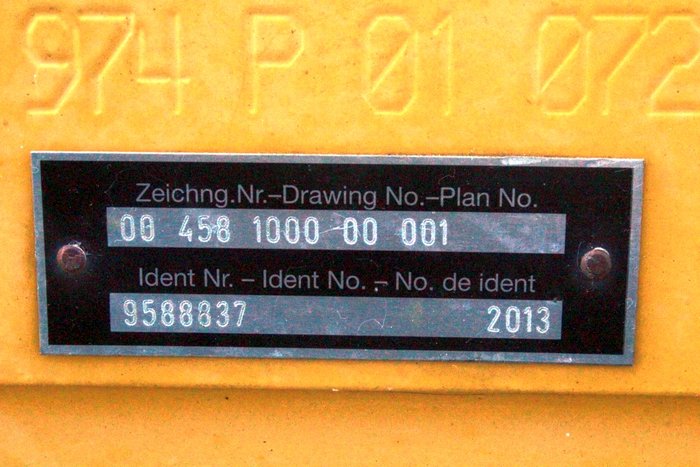 974 P 01 072
Zeichng.Nr.–Drawing No.–Plan No.
00 458 1000 00 001
Ident Nr. – Ident No. – No. de ident
9588837 2013